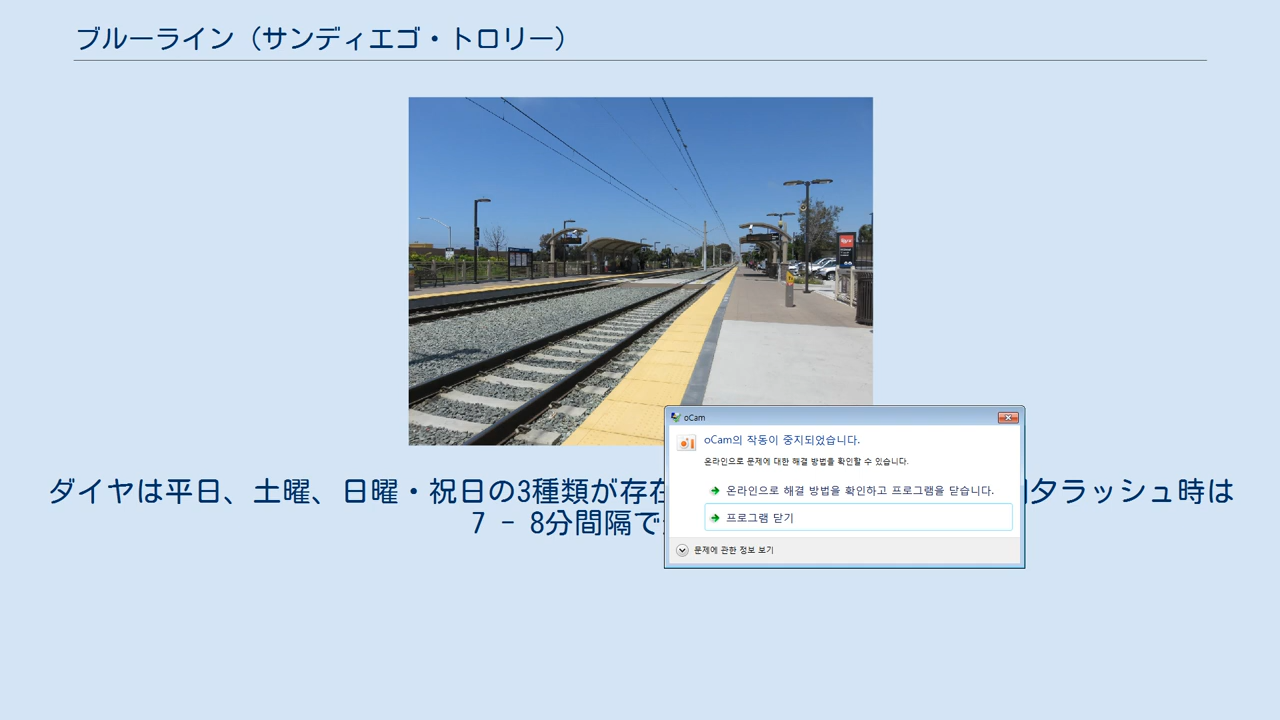 ブルーライン（サンディエゴ・トロリー）
oCam
oCam의 작동이 중지되었습니다.
온라인으로 문제에 대한 해결 방법을 확인할 수 있습니다.
ダイヤは平日、土曜、日曜・祝日の3種類が存
온라인으로 해결 방법을 확인하고 프로그램을 닫습니다.
夕ラッシュ時は
7 - 8分間隔で
프로그램 닫기
문제에 관한 정보 보기